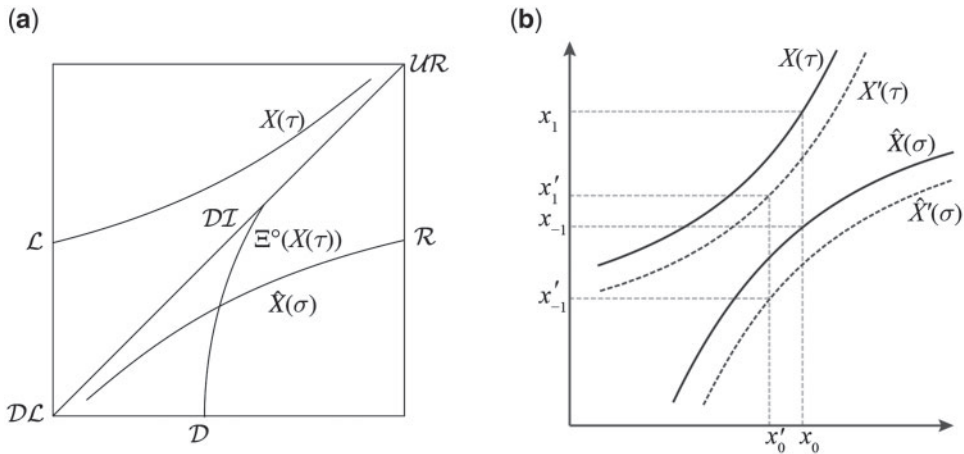 (a)
𝒰ℛ
X(τ)
𝒟ℐ
ℒ
Ξ°(X(τ))
ℛ
X̂(σ)
𝒟ℒ
𝒟
(b)
X(τ)
X′(τ)
x₁
X̂(σ)
x′₁
x₋₁
X̂′(σ)
x′₋₁
x′₀ x₀